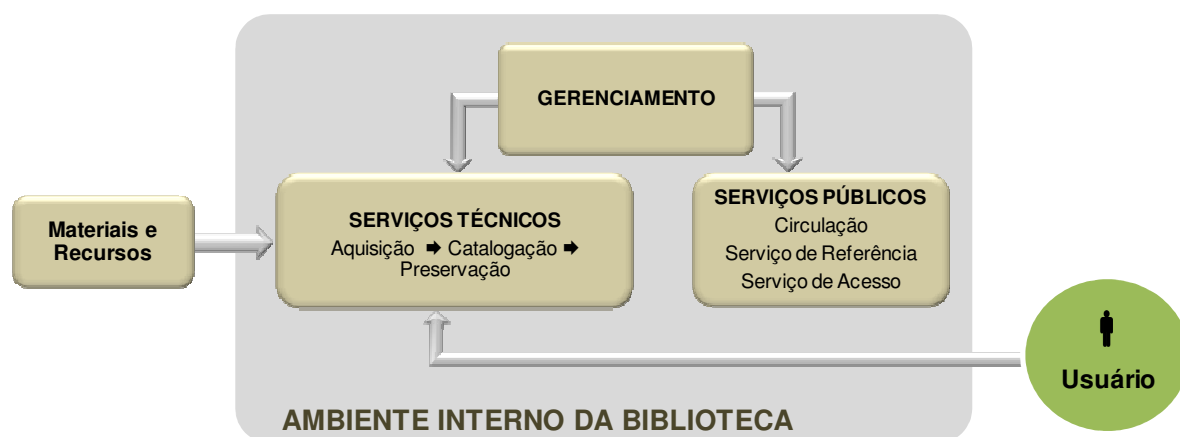 GERENCIAMENTO
Materiais e
Recursos
SERVIÇOS TÉCNICOS
Aquisição ➡ Catalogação ➡
Preservação
SERVIÇOS PÚBLICOS
Circulação
Serviço de Referência
Serviço de Acesso
Usuário
AMBIENTE INTERNO DA BIBLIOTECA